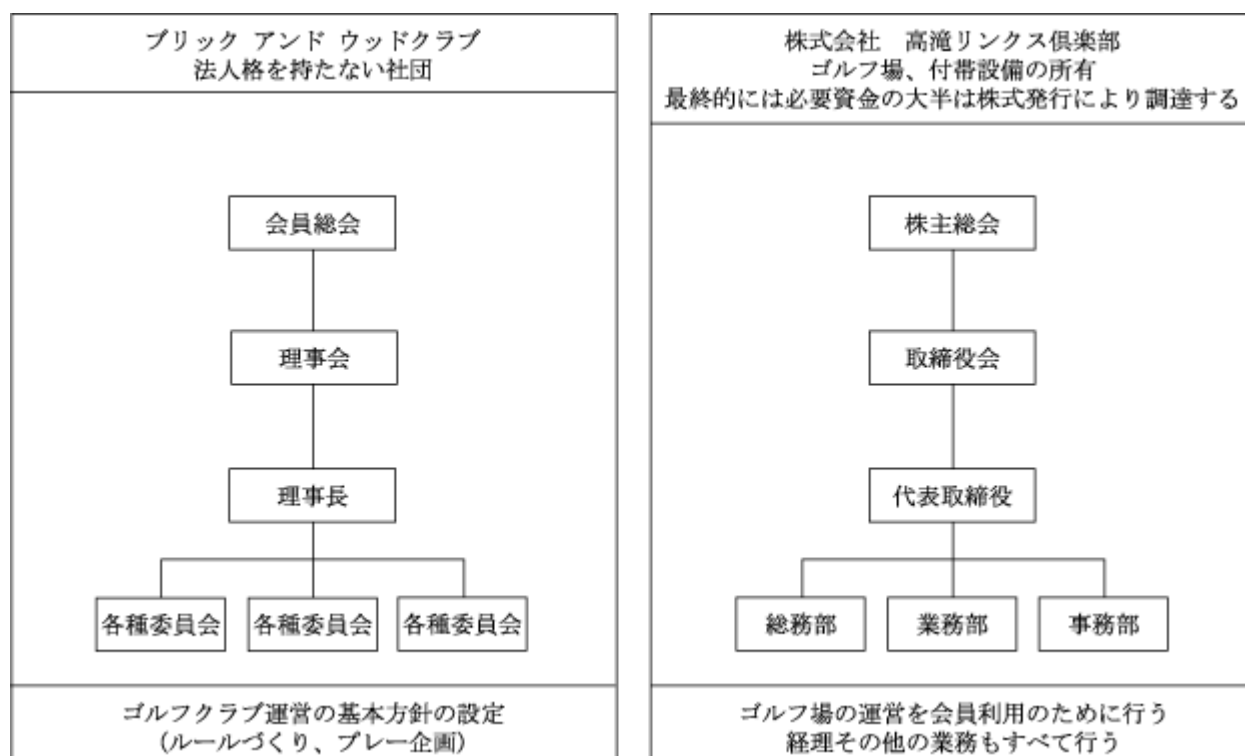 ブリック アンド ウッドクラブ
法人格を持たない社団
会員総会
理事会
理事長
各種委員会
各種委員会
各種委員会
ゴルフクラブ運営の基本方針の設定
(ルールづくり、プレー企画)
株式会社　高滝リンクス倶楽部
ゴルフ場、付帯設備の所有
最終的には必要資金の大半は株式発行により調達する
株主総会
取締役会
代表取締役
総務部
業務部
事務部
ゴルフ場の運営を会員利用のために行う
経理その他の業務もすべて行う